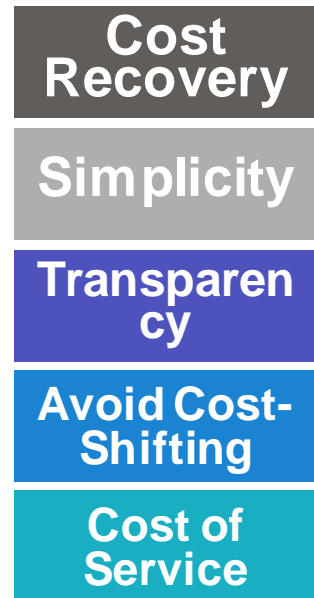 Cost
Recovery
Simplicity
Transparen
cy
Avoid Cost-
Shifting
Cost of
Service